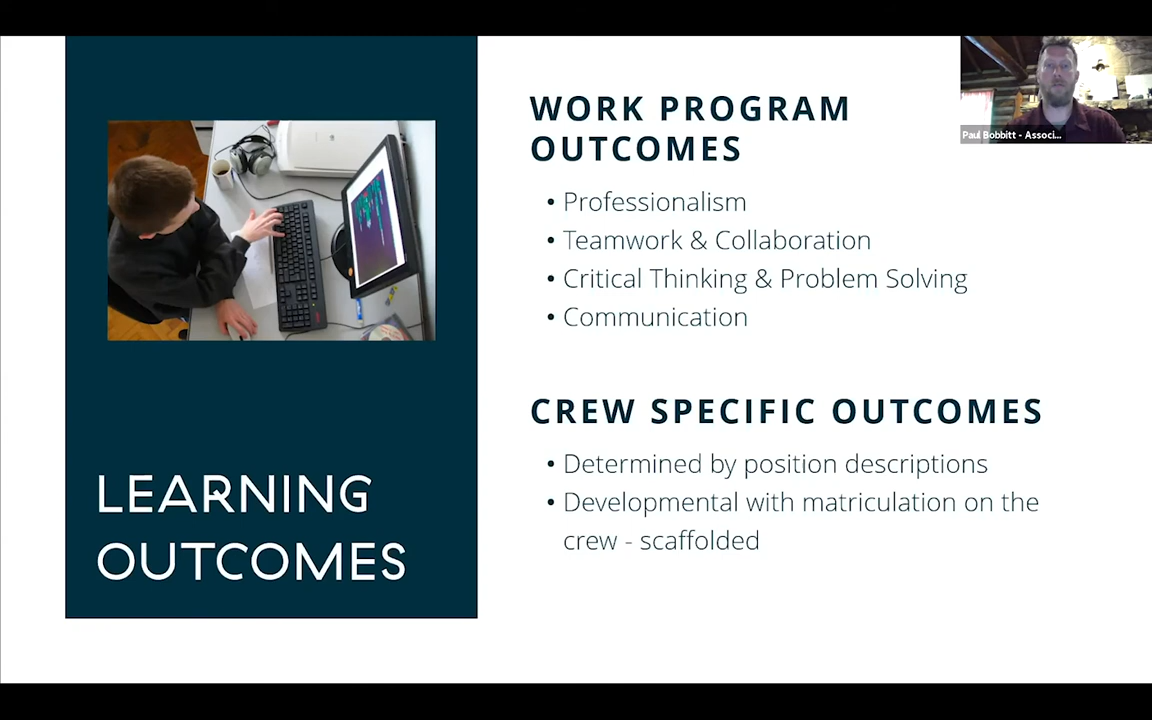 WORK PROGRAM
OUTCOMES
• Professionalism
• Teamwork & Collaboration
• Critical Thinking & Problem Solving
• Communication
CREW SPECIFIC OUTCOMES
• Determined by position descriptions
• Developmental with matriculation on the
crew - scaffolded
LEARNING
OUTCOMES
Paul Bobbitt - Associ...